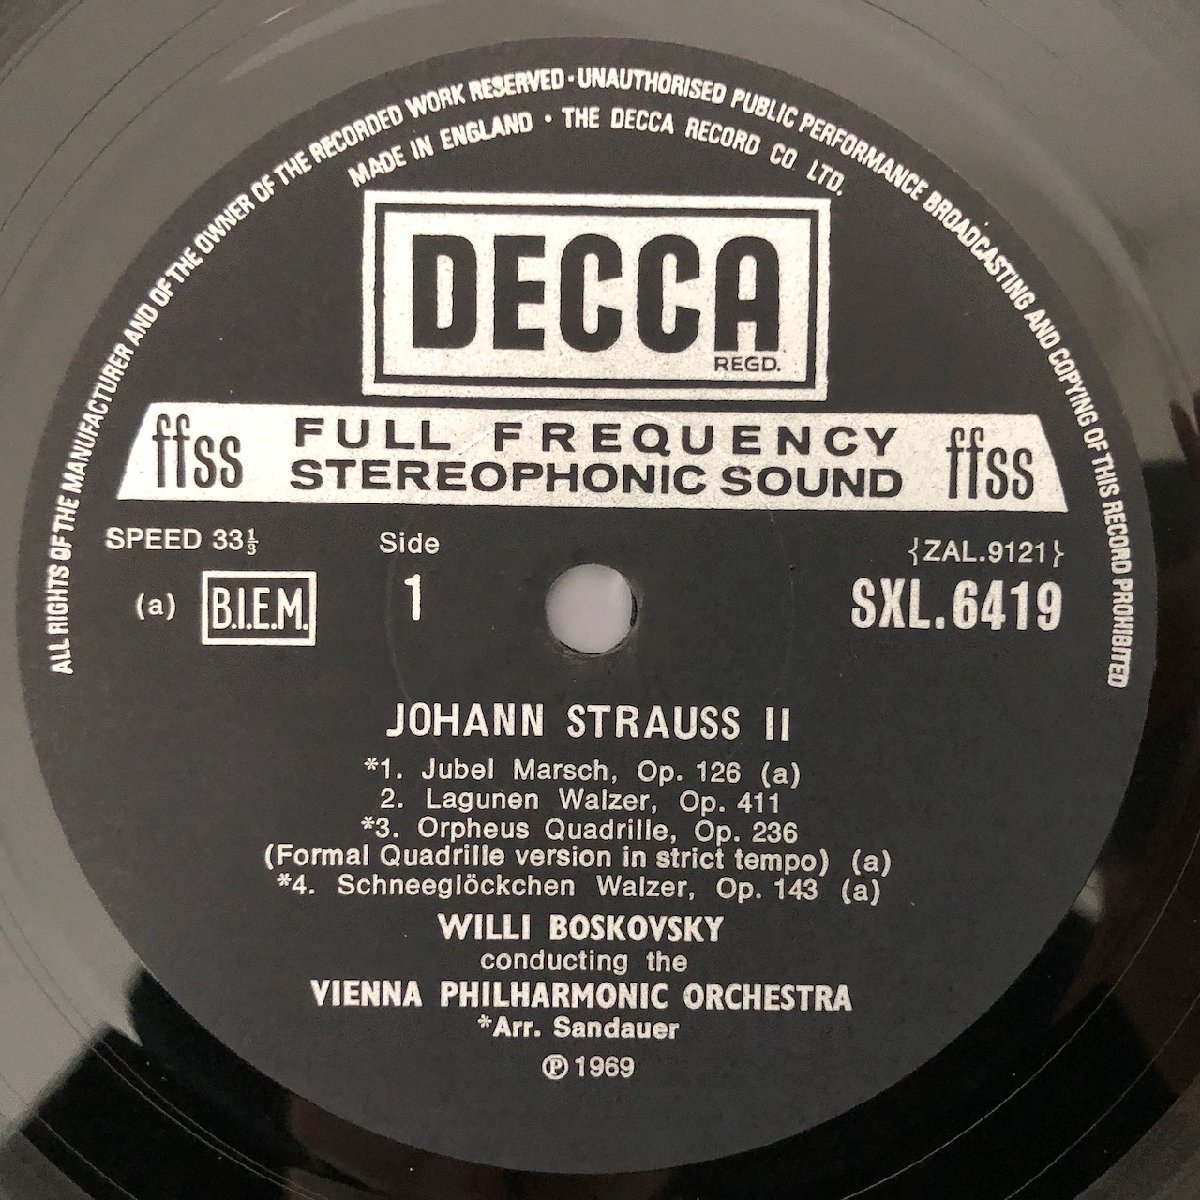 ALL RIGHTS OF THE MANUFACTURER AND OF THE OWNER OF THE RECORDED WORK RESERVED · UNAUTHORISED PUBLIC PERFORMANCE BROADCASTING AND COPYING OF THIS RECORD PROHIBITED
MADE IN ENGLAND · THE DECCA RECORD CO. LTD.
DECCA
REGD.
ffss FULL FREQUENCY STEREOPHONIC SOUND ffss
SPEED 33⅓ Side {ZAL.9121}
(a) B.I.E.M. 1 SXL.6419
JOHANN STRAUSS II
*1. Jubel Marsch, Op. 126 (a)
2. Lagunen Walzer, Op. 411
*3. Orpheus Quadrille, Op. 236
(Formal Quadrille version in strict tempo) (a)
*4. Schneeglöckchen Walzer, Op. 143 (a)
WILLI BOSKOVSKY
conducting the
VIENNA PHILHARMONIC ORCHESTRA
*Arr. Sandauer
℗ 1969